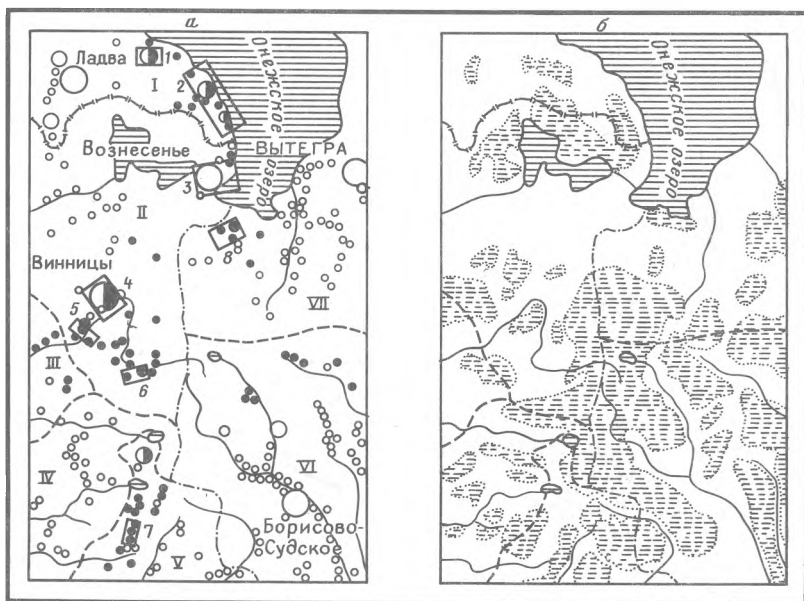 а
б
Ладва
1
I
2
Онежское озеро
Вознесенье
ВЫТЕГРА
3
II
8
Винницы
4
VII
5
III
6
IV
VI
7
Борисово-
Судское
V
Онежское озеро